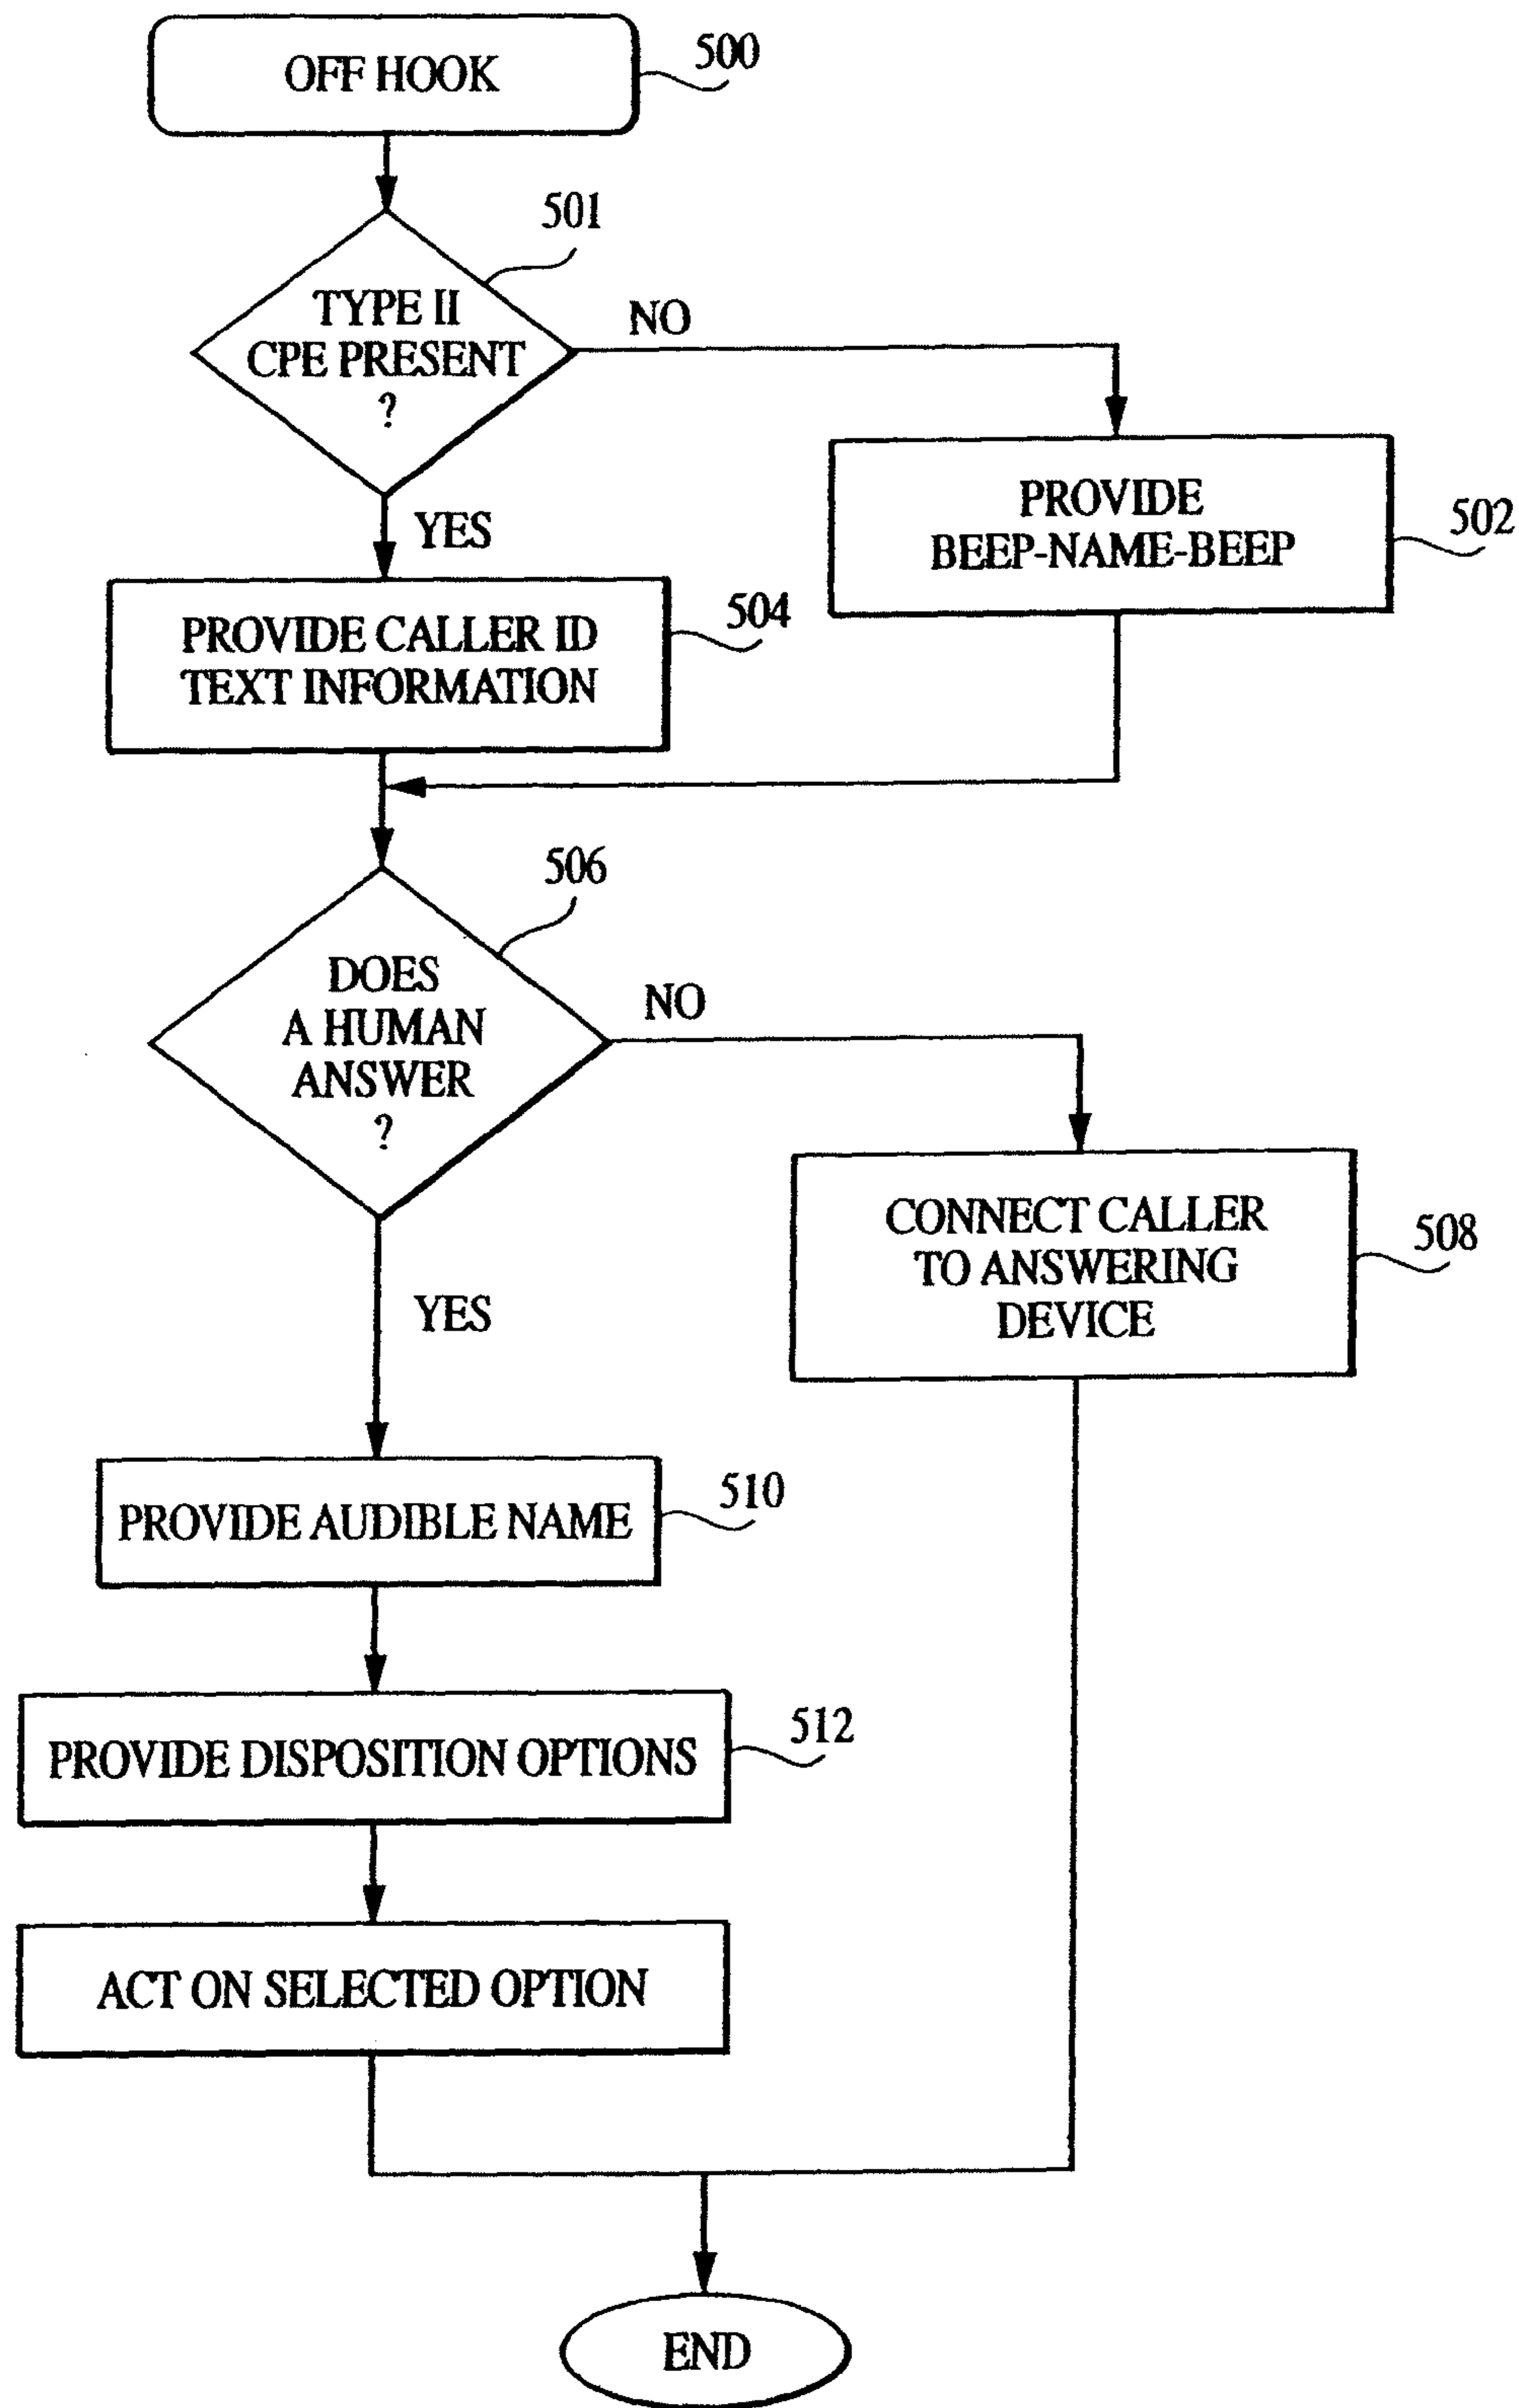 OFF HOOK
500
501
TYPE II
CPE PRESENT
?
NO
YES
PROVIDE
BEEP-NAME-BEEP
502
PROVIDE CALLER ID
TEXT INFORMATION
504
506
DOES
A HUMAN
ANSWER
?
NO
YES
CONNECT CALLER
TO ANSWERING
DEVICE
508
PROVIDE AUDIBLE NAME
510
PROVIDE DISPOSITION OPTIONS
512
ACT ON SELECTED OPTION
END